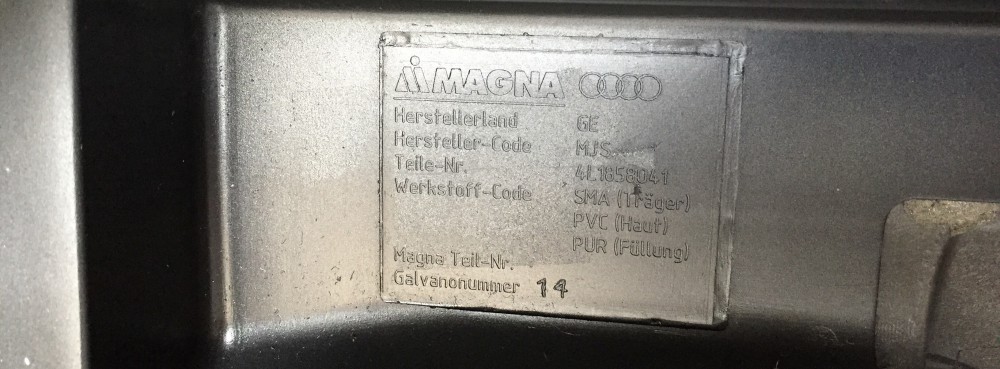 MAGNA
Herstellerland GE
Hersteller-Code MJS
Teile-Nr. 4L1858041
Werkstoff-Code SMA (Träger)
PVC (Haut)
PUR (Füllung)
Magna Teil-Nr.
Galvanonummer 14